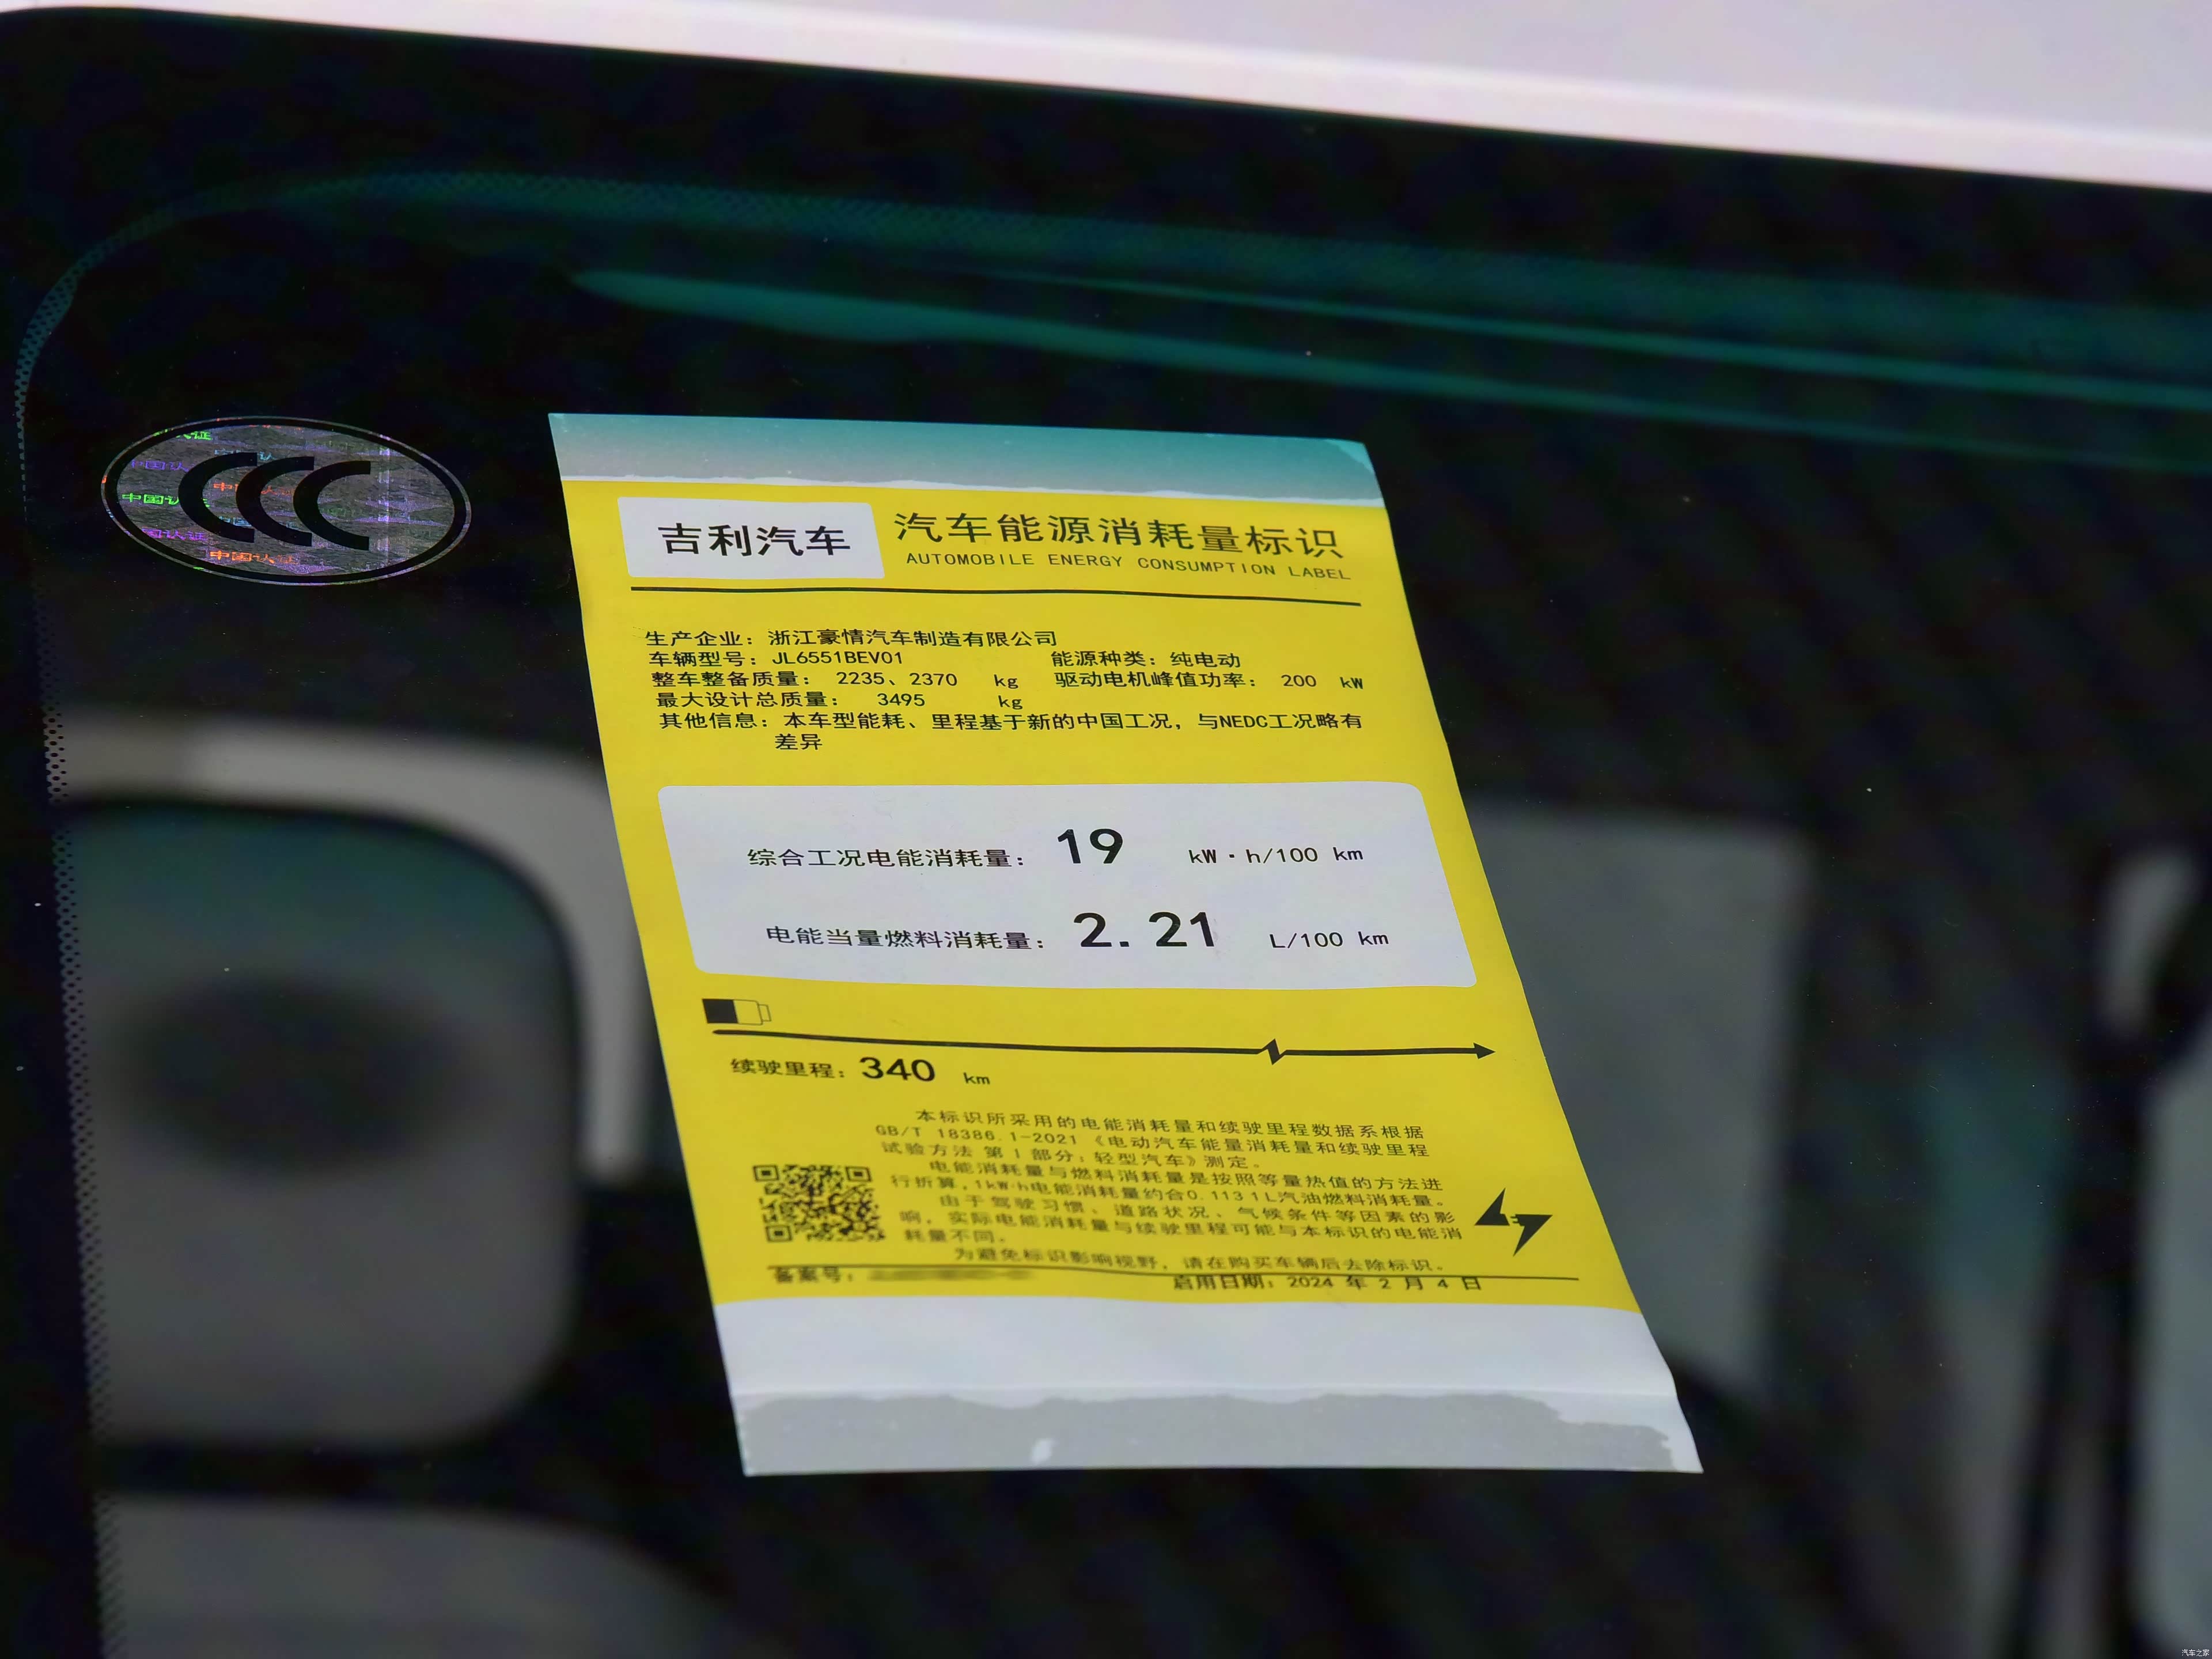 中国认证
吉利汽车
汽车能源消耗量标识
AUTOMOBILE ENERGY CONSUMPTION LABEL
生产企业：浙江豪情汽车制造有限公司
车辆型号：JL6551BEV01 能源种类：纯电动
整车整备质量： 2235、2370 kg 驱动电机峰值功率： 200 kW
最大设计总质量： 3495 kg
其他信息：本车型能耗、里程基于新的中国工况，与NEDC工况略有
差异
综合工况电能消耗量： 19 kW·h/100 km
电能当量燃料消耗量： 2.21 L/100 km
续驶里程：340 km
本标识所采用的电能消耗量和续驶里程数据系根据
GB/T 18386.1-2021《电动汽车能量消耗量和续驶里程
试验方法 第1部分：轻型汽车》测定。
电能消耗量与燃料消耗量是按照等量热值的方法进
行折算，1kW·h电能消耗量约合0.1131L汽油燃料消耗量。
由于驾驶习惯、道路状况、气候条件等因素的影
响，实际电能消耗量与续驶里程可能与本标识的电能消
耗量不同。
为避免标识影响视野，请在购买车辆后去除标识。
备案号：
启用日期：2024 年 2 月 4 日
汽车之家